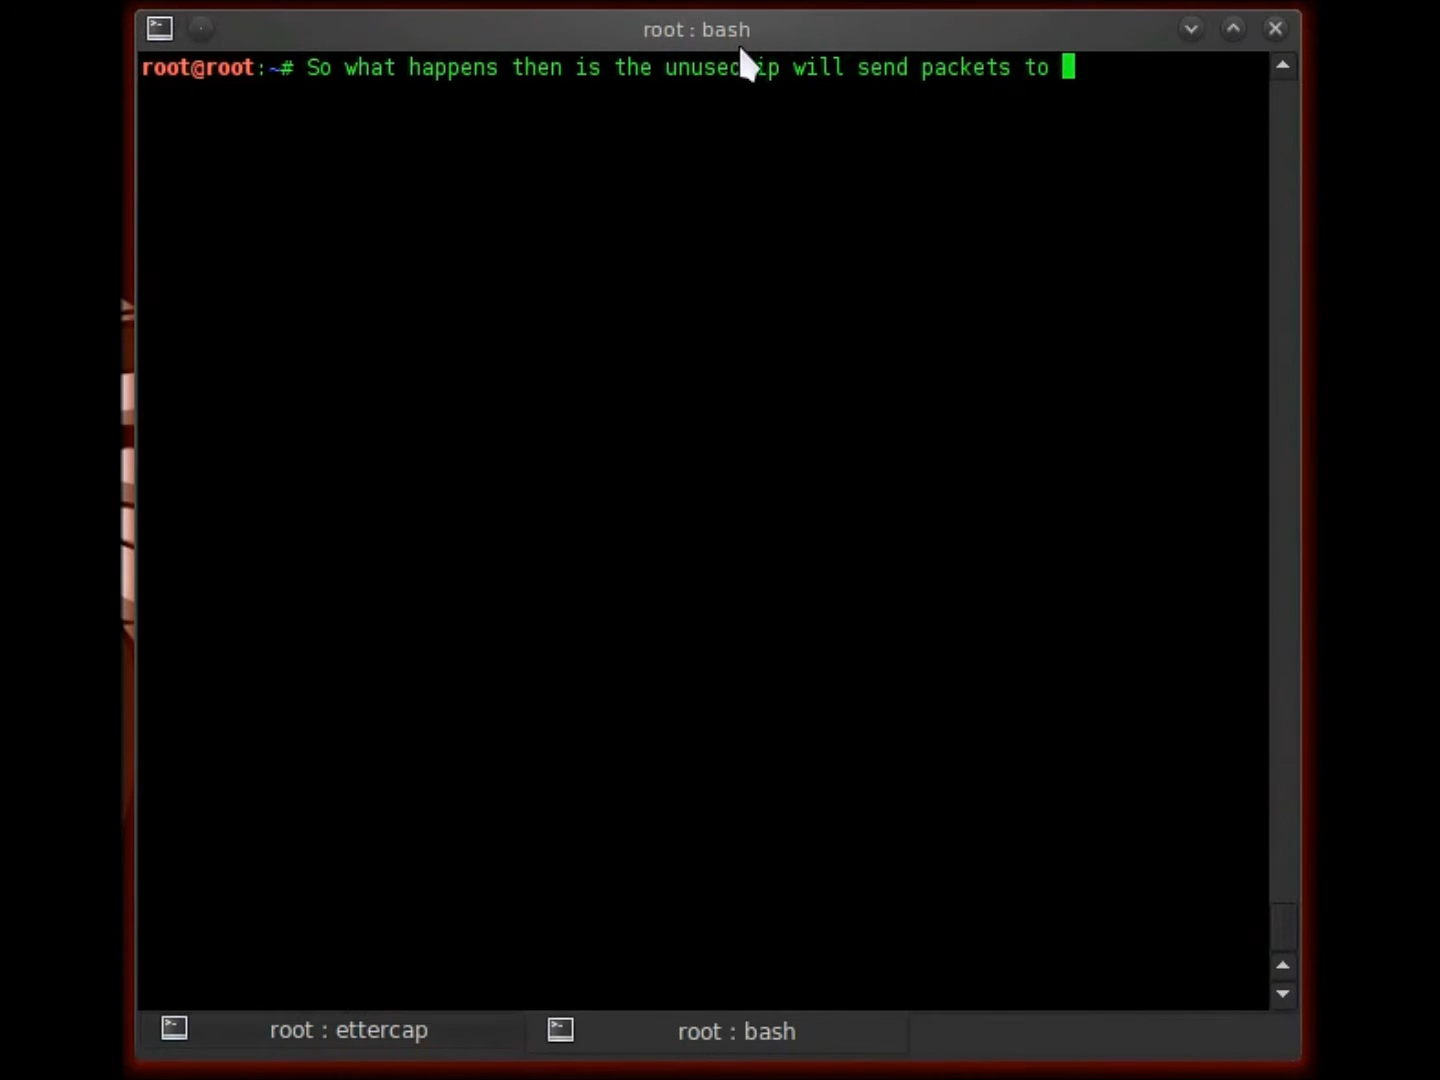 root : bash
root@root:~# So what happens then is the unused ip will send packets to
root : ettercap
root : bash